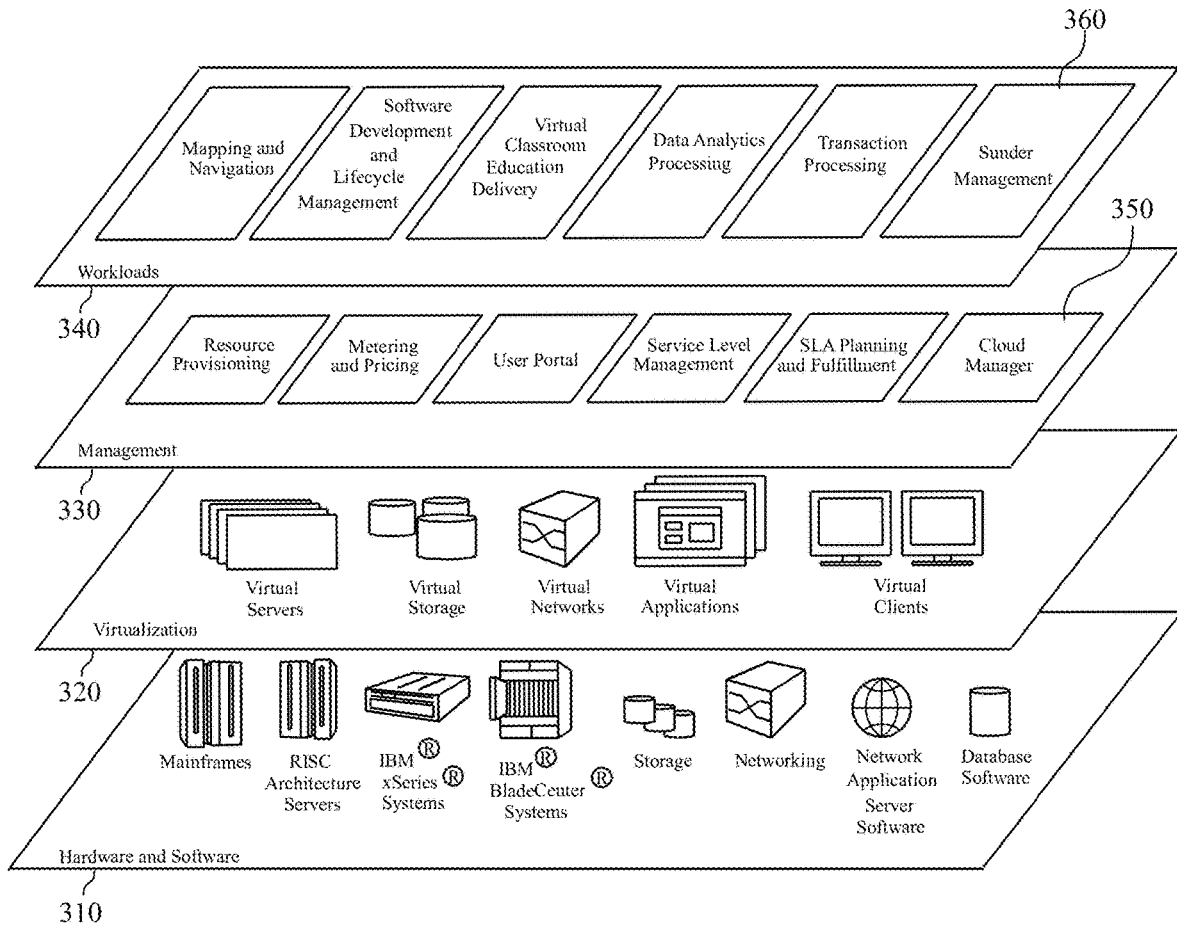 360
Mapping and
Navigation
Software
Development
and
Lifecycle
Management
Virtual
Classroom
Education
Delivery
Data Analytics
Processing
Transaction
Processing
Sunder
Management
Workloads
340
350
Resource
Provisioning
Metering
and Pricing
User Portal
Service Level
Management
SLA Planning
and Fulfillment
Cloud
Manager
Management
330
Virtual
Servers
Virtual
Storage
Virtual
Networks
Virtual
Applications
Virtual
Clients
Virtualization
320
Mainframes
RISC
Architecture
Servers
IBM ®
xSeries ®
Systems
IBM ®
BladeCenter ®
Systems
Storage
Networking
Network
Application
Server
Software
Database
Software
Hardware and Software
310